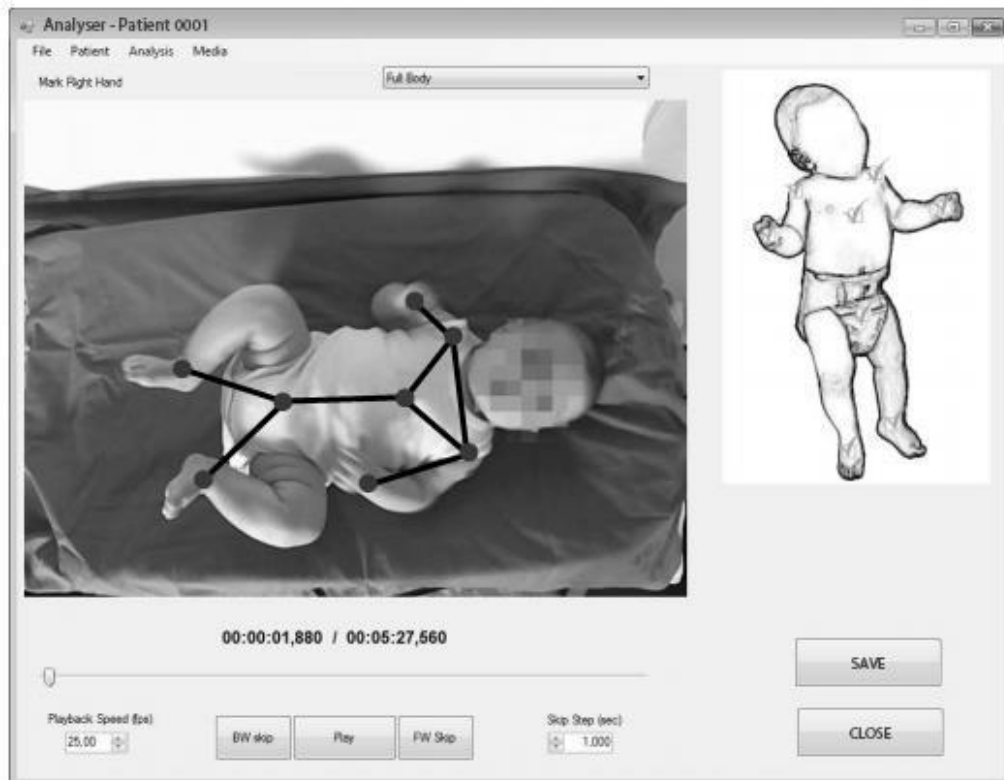 Analyser - Patient 0001
File Patient Analysis Media
Mark Right Hand
Full Body
00:00:01,880 / 00:05:27,560
SAVE
Playback Speed (fps)
25,00
BW skip
Play
FW Skip
Skip Step (sec)
1,000
CLOSE